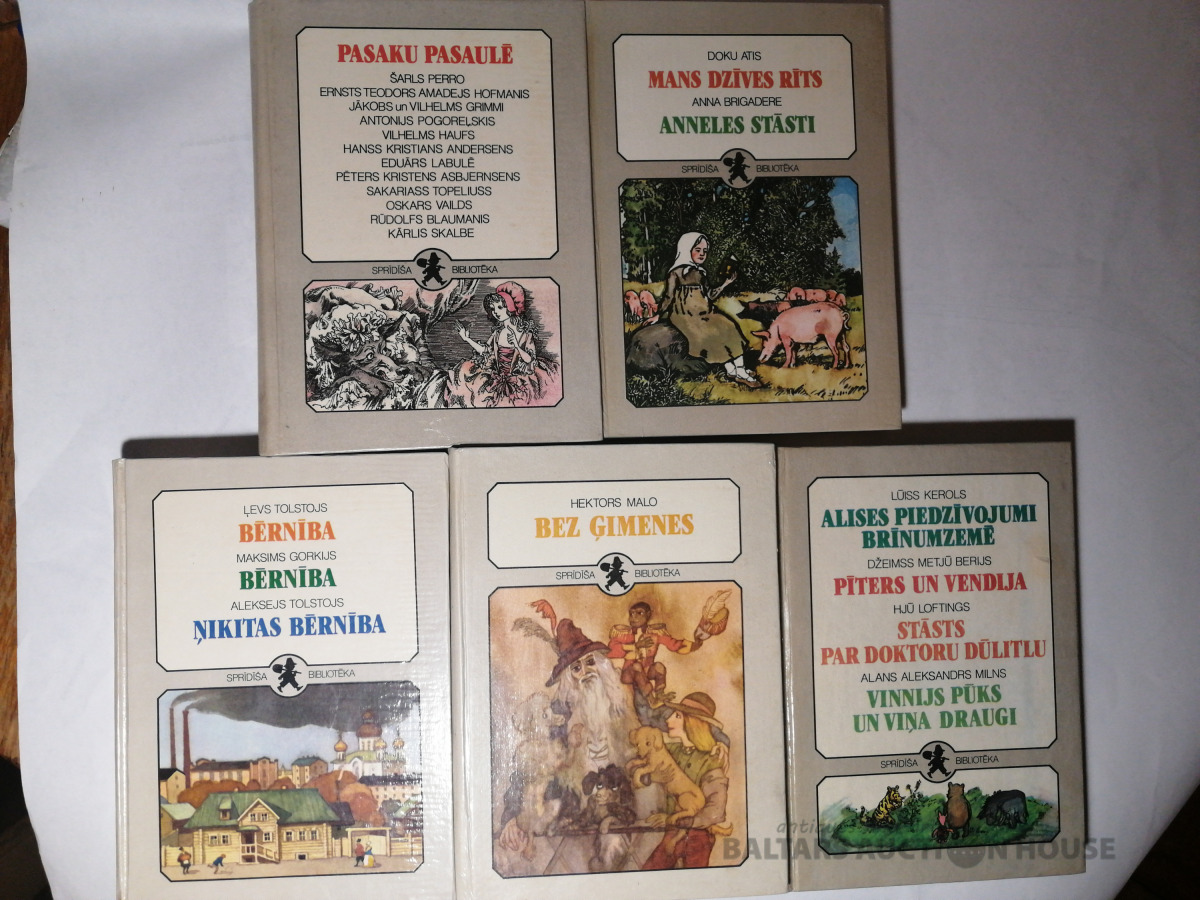 PASAKU PASAULĒ
ŠARLS PERRO
ERNSTS TEODORS AMADEJS HOFMANIS
JĀKOBS un VILHELMS GRIMMI
ANTONIJS POGOREĻSKIS
VILHELMS HAUFS
HANSS KRISTIANS ANDERSENS
EDUĀRS LABULĒ
PĒTERS KRISTENS ASBJERNSENS
SAKARIASS TOPELIUSS
OSKARS VAILDS
RŪDOLFS BLAUMANIS
KĀRLIS SKALBE
SPRĪDĪŠA BIBLIOTĒKA
DOKU ATIS
MANS DZĪVES RĪTS
ANNA BRIGADERE
ANNELES STĀSTI
SPRĪDĪŠA BIBLIOTĒKA
ĻEVS TOLSTOJS
BĒRNĪBA
MAKSIMS GORKIJS
BĒRNĪBA
ALEKSEJS TOLSTOJS
ŅIKITAS BĒRNĪBA
SPRĪDĪŠA BIBLIOTĒKA
HEKTORS MALO
BEZ ĢIMENES
SPRĪDĪŠA BIBLIOTĒKA
LŪISS KEROLS
ALISES PIEDZĪVOJUMI
BRĪNUMZEMĒ
DŽEIMSS METJŪ BERIJS
PĪTERS UN VENDIJA
HJŪ LOFTINGS
STĀSTS
PAR DOKTORU DŪLITLU
ALANS ALEKSANDRS MILNS
VINNIJS PŪKS
UN VIŅA DRAUGI
SPRĪDĪŠA BIBLIOTĒKA
BALTARS AUCTION HOUSE